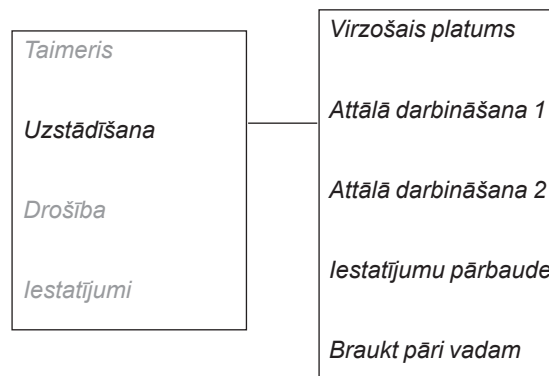 Taimeris
Uzstādīšana
Drošība
Iestatījumi
Virzošais platums
Attālā darbināšana 1
Attālā darbināšana 2
Iestatījumu pārbaude
Braukt pāri vadam